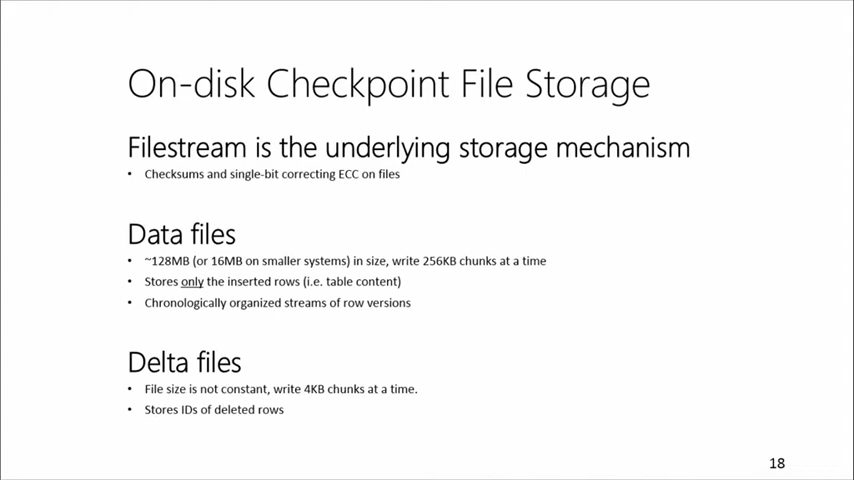 On-disk Checkpoint File Storage
Filestream is the underlying storage mechanism
• Checksums and single-bit correcting ECC on files
Data files
• ~128MB (or 16MB on smaller systems) in size, write 256KB chunks at a time
• Stores only the inserted rows (i.e. table content)
• Chronologically organized streams of row versions
Delta files
• File size is not constant, write 4KB chunks at a time.
• Stores IDs of deleted rows
18